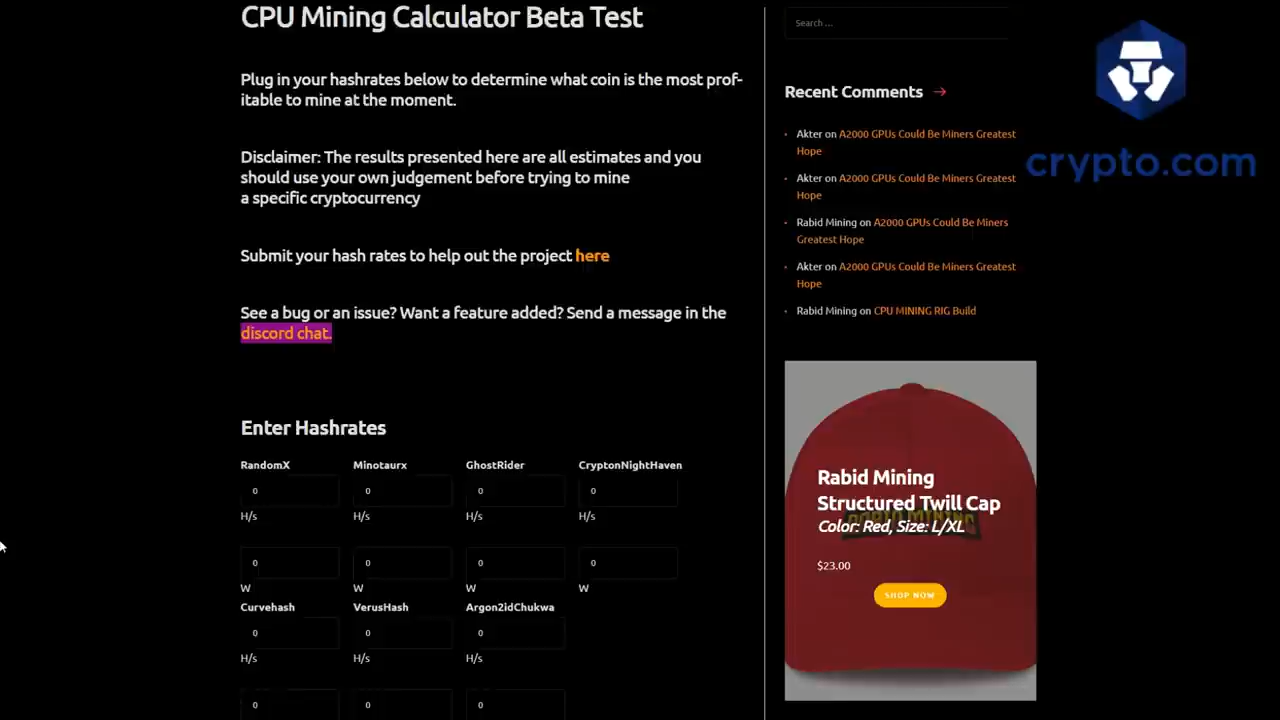 CPU Mining Calculator Beta Test
Plug in your hashrates below to determine what coin is the most prof-
itable to mine at the moment.
Disclaimer: The results presented here are all estimates and you
should use your own judgement before trying to mine
a specific cryptocurrency
Submit your hash rates to help out the project here
See a bug or an issue? Want a feature added? Send a message in the
discord chat.
Enter Hashrates
RandomX Minotaurx GhostRider CryptonNightHaven
0 0 0 0
H/s H/s H/s H/s
0 0 0 0
W W W W
Curvehash VerusHash Argon2idChukwa
0 0 0
H/s H/s H/s
0 0 0
Search ...
Recent Comments →
Akter on A2000 GPUs Could Be Miners Greatest
Hope
Akter on A2000 GPUs Could Be Miners Greatest
Hope
Rabid Mining on A2000 GPUs Could Be Miners
Greatest Hope
Akter on A2000 GPUs Could Be Miners Greatest
Hope
Rabid Mining on CPU MINING RIG Build
Rabid Mining
Structured Twill Cap
Color: Red, Size: L/XL
$23.00
SHOP NOW
crypto.com